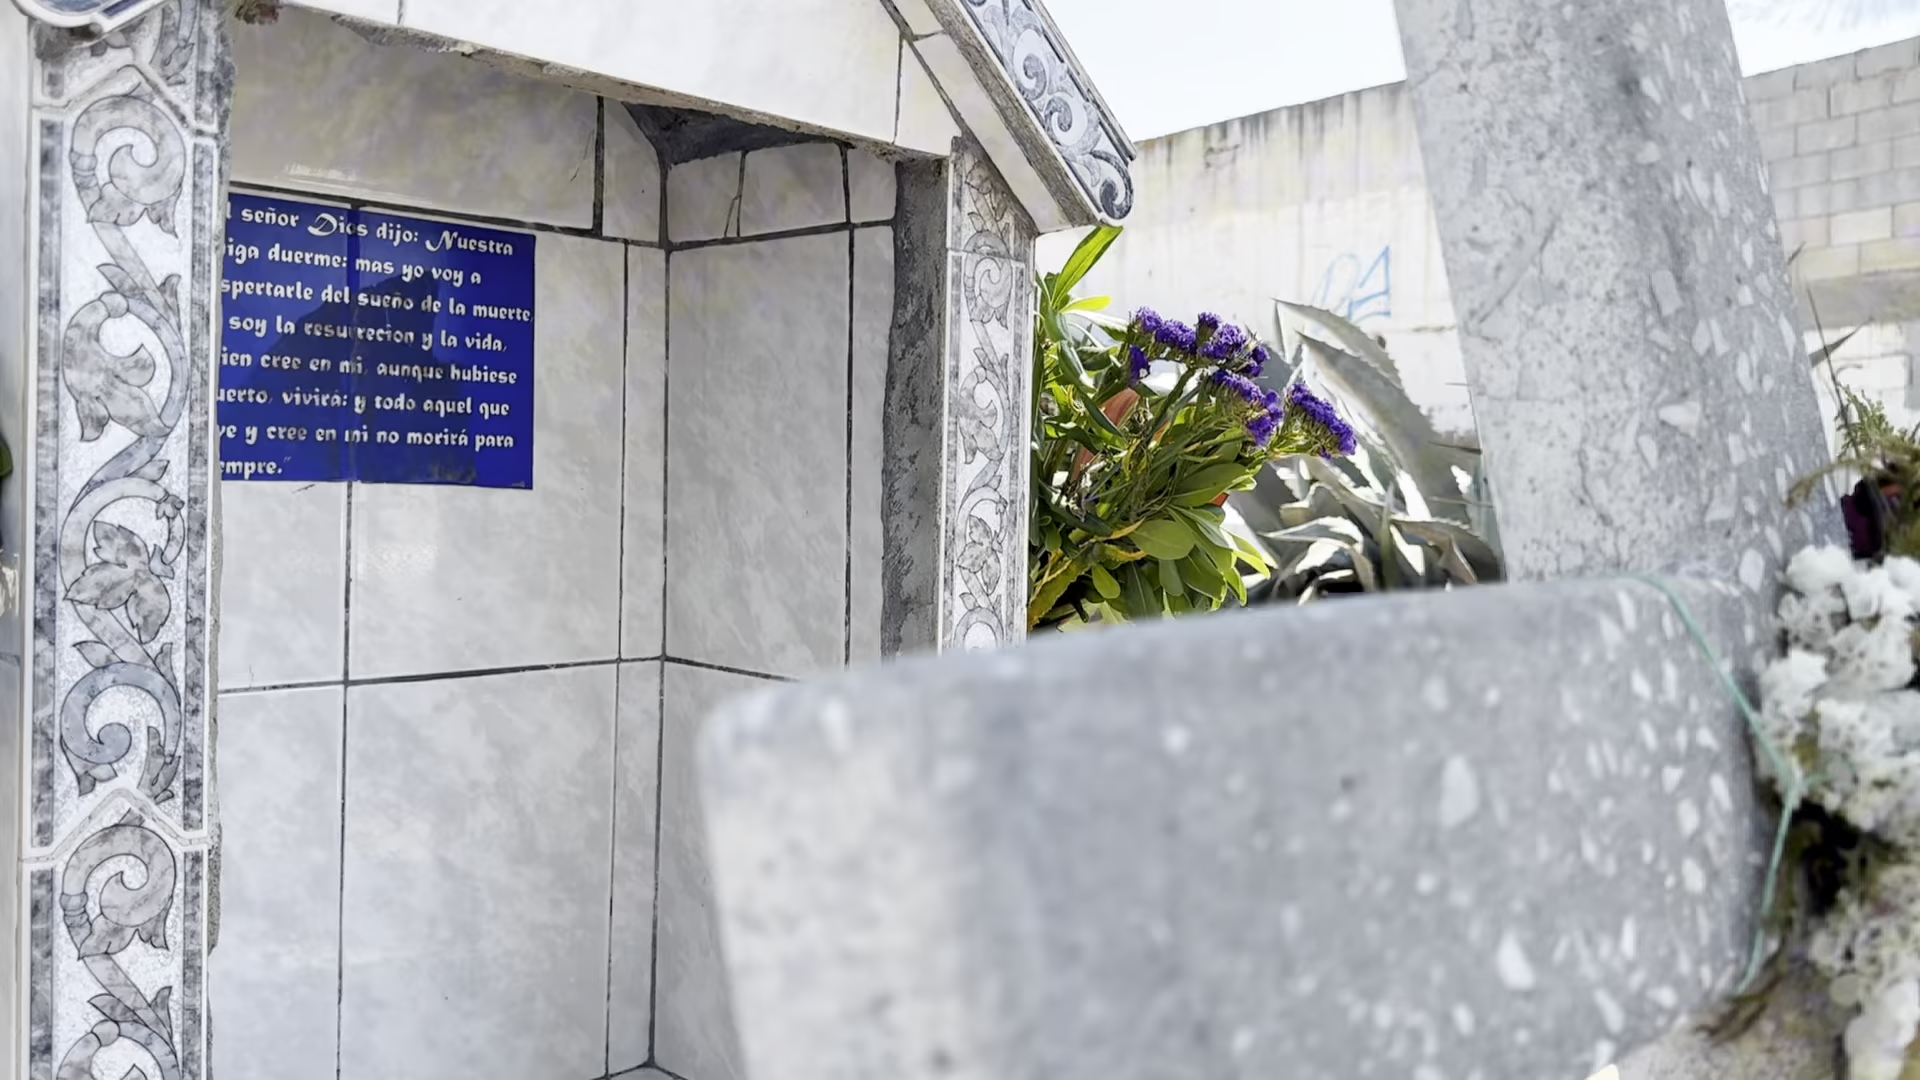 l señor Dios dijo: Nuestra
iga duerme: mas yo voy a
spertarle del sueño de la muerte,
soy la resurrecion y la vida,
ien cree en mi, aunque hubiese
uerto, vivirá: y todo aquel que
ve y cree en mi no morirá para
empre."